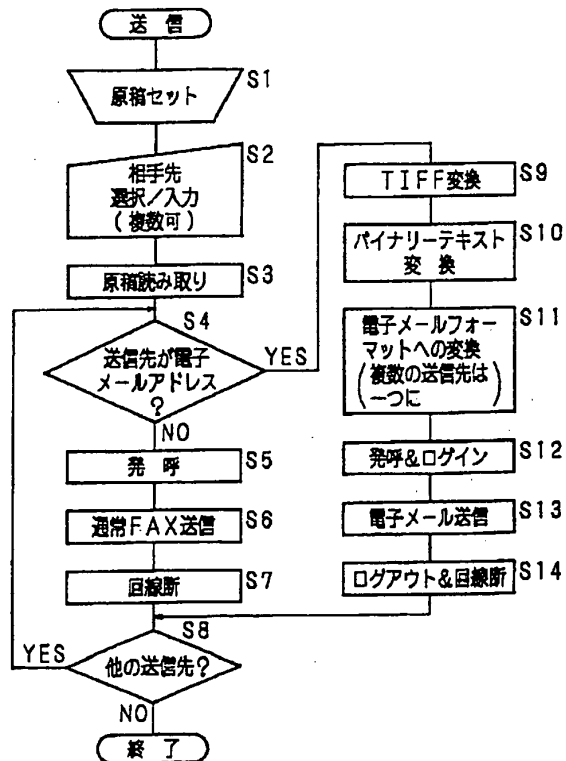 送信
S1
原稿セット
S2
相手先
選択／入力
(複数可)
S3
原稿読み取り
S4
送信先が電子
メールアドレス
?
YES
NO
S5
発呼
S6
通常FAX送信
S7
回線断
S8
YES
他の送信先?
NO
終了
TIFF変換
S9
バイナリーテキスト
変換
S10
電子メールフォー
マットへの変換
(複数の送信先は
一つに)
S11
発呼&ログイン
S12
電子メール送信
S13
ログアウト&回線断
S14